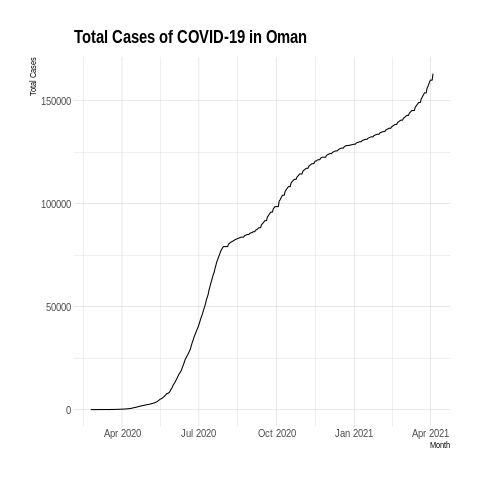 Total Cases of COVID-19 in Oman
Total Cases
150000
100000
50000
0
Apr 2020 Jul 2020 Oct 2020 Jan 2021 Apr 2021
Month